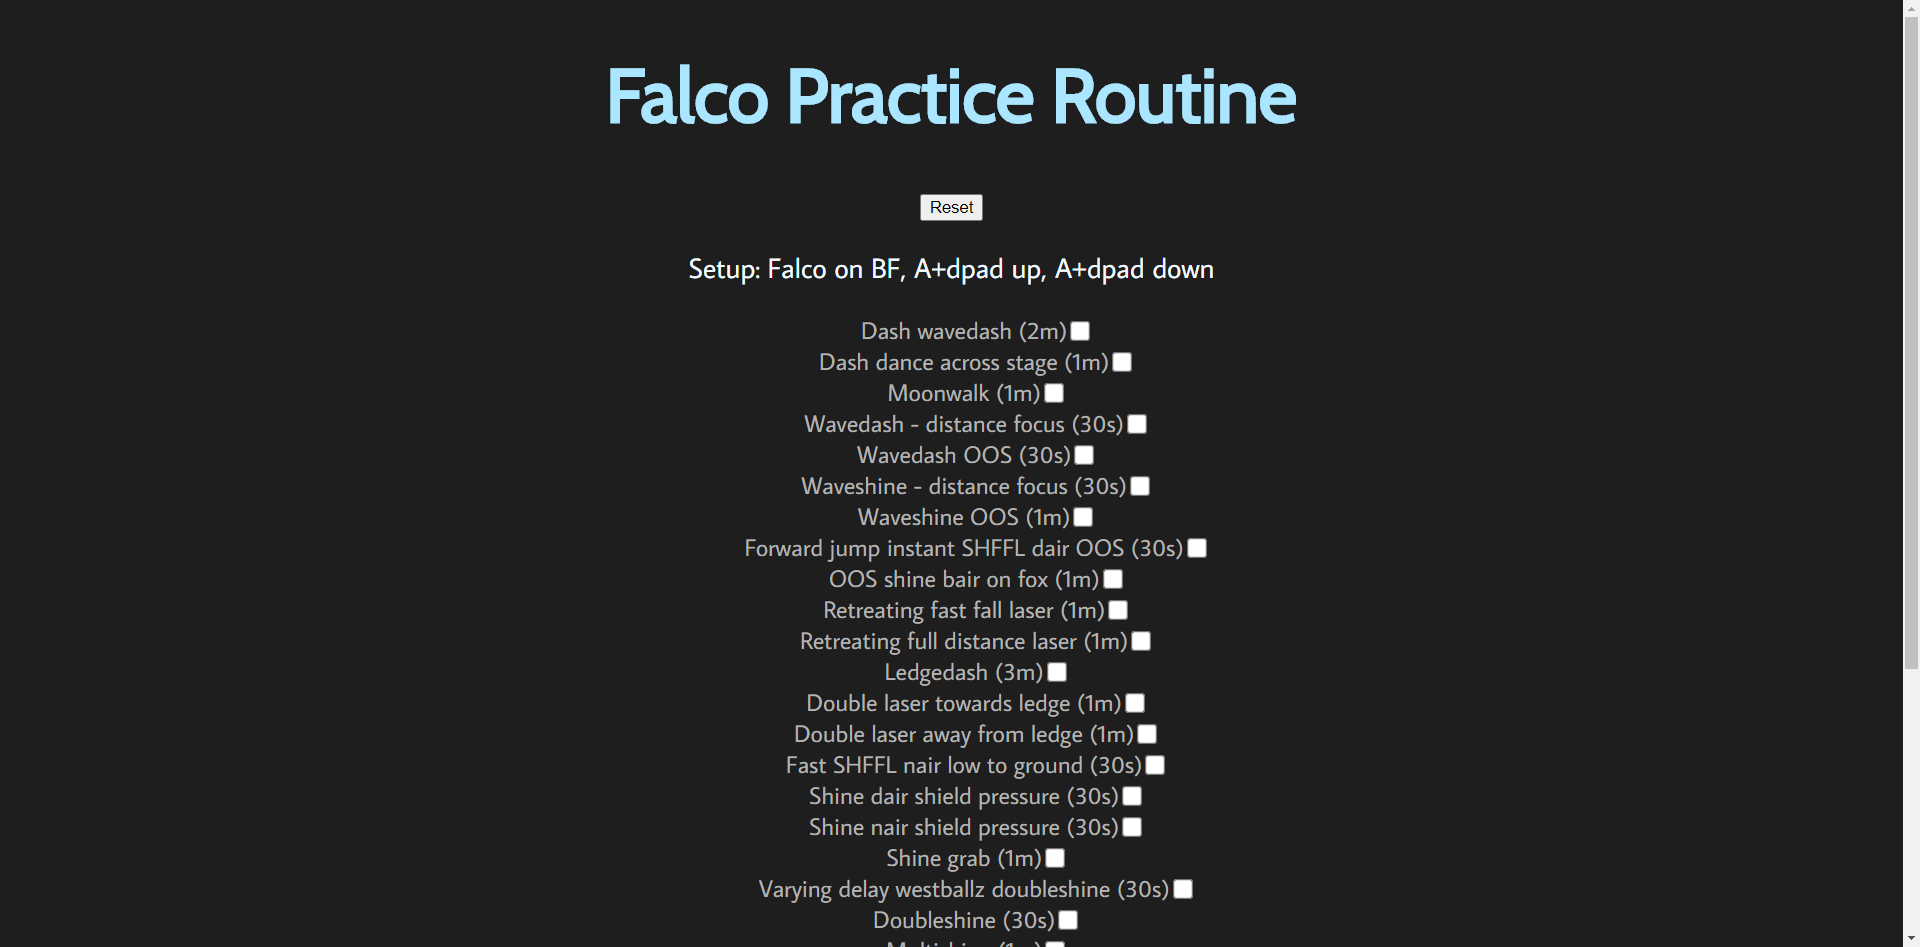 Falco Practice Routine
Reset
Setup: Falco on BF, A+dpad up, A+dpad down
Dash wavedash (2m)
Dash dance across stage (1m)
Moonwalk (1m)
Wavedash - distance focus (30s)
Wavedash OOS (30s)
Waveshine - distance focus (30s)
Waveshine OOS (1m)
Forward jump instant SHFFL dair OOS (30s)
OOS shine bair on fox (1m)
Retreating fast fall laser (1m)
Retreating full distance laser (1m)
Ledgedash (3m)
Double laser towards ledge (1m)
Double laser away from ledge (1m)
Fast SHFFL nair low to ground (30s)
Shine dair shield pressure (30s)
Shine nair shield pressure (30s)
Shine grab (1m)
Varying delay westballz doubleshine (30s)
Doubleshine (30s)